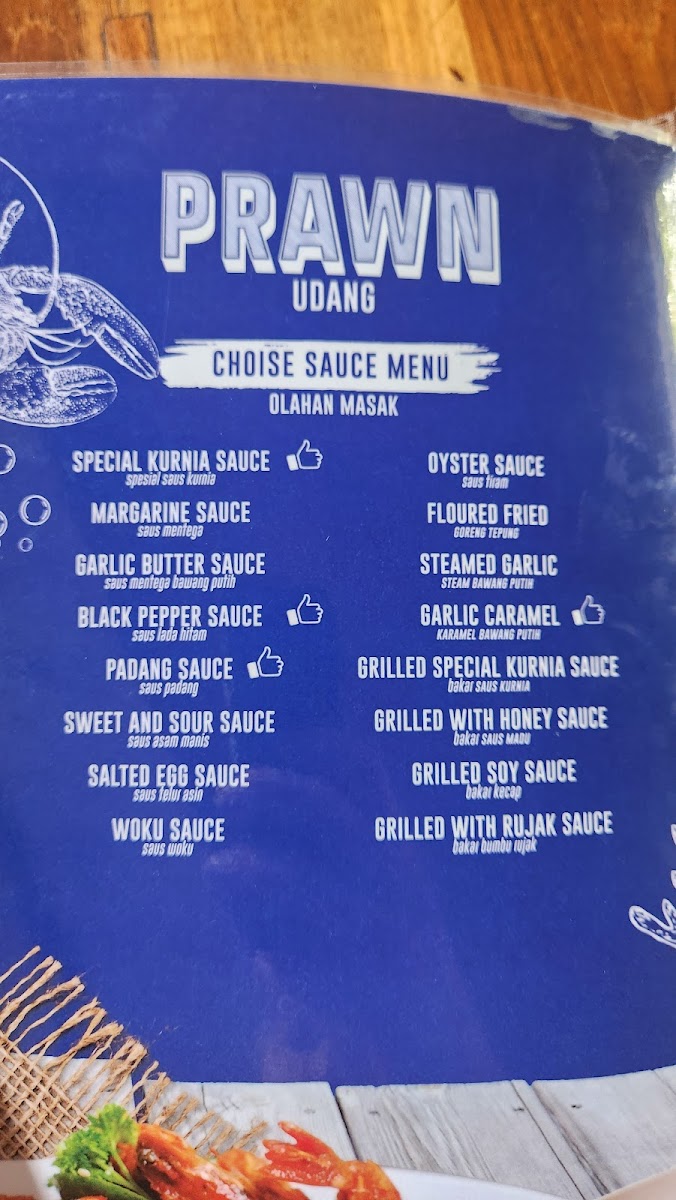 PRAWN
UDANG
CHOISE SAUCE MENU
OLAHAN MASAK
SPECIAL KURNIA SAUCE
spesial saus kurnia
MARGARINE SAUCE
saus mentega
GARLIC BUTTER SAUCE
saus mentega bawang putih
BLACK PEPPER SAUCE
saus lada hitam
PADANG SAUCE
saus padang
SWEET AND SOUR SAUCE
saus asam manis
SALTED EGG SAUCE
saus telur asin
WOKU SAUCE
saus woku
OYSTER SAUCE
saus tiram
FLOURED FRIED
GORENG TEPUNG
STEAMED GARLIC
STEAM BAWANG PUTIH
GARLIC CARAMEL
KARAMEL BAWANG PUTIH
GRILLED SPECIAL KURNIA SAUCE
bakar SAUS KURNIA
GRILLED WITH HONEY SAUCE
bakar SAUS MADU
GRILLED SOY SAUCE
bakar kecap
GRILLED WITH RUJAK SAUCE
bakar bumbu rujak